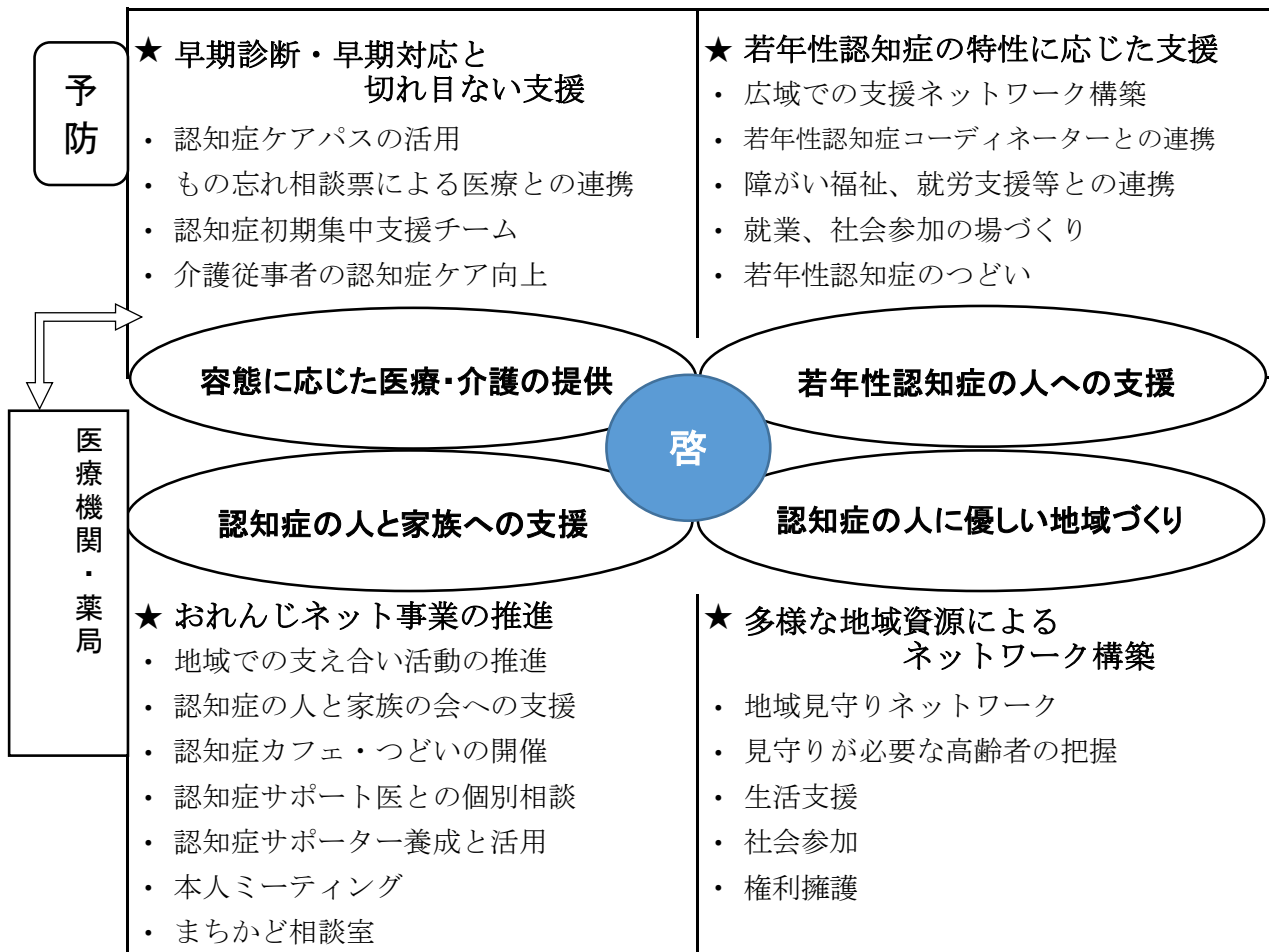 予
防
★ 早期診断・早期対応と
切れ目ない支援
・ 認知症ケアパスの活用
・ もの忘れ相談票による医療との連携
・ 認知症初期集中支援チーム
・ 介護従事者の認知症ケア向上
★ 若年性認知症の特性に応じた支援
・ 広域での支援ネットワーク構築
・ 若年性認知症コーディネーターとの連携
・ 障がい福祉、就労支援等との連携
・ 就業、社会参加の場づくり
・ 若年性認知症のつどい
容態に応じた医療・介護の提供
若年性認知症の人への支援
啓
認知症の人と家族への支援
認知症の人に優しい地域づくり
医療機関・薬局
★ おれんじネット事業の推進
・ 地域での支え合い活動の推進
・ 認知症の人と家族の会への支援
・ 認知症カフェ・つどいの開催
・ 認知症サポート医との個別相談
・ 認知症サポーター養成と活用
・ 本人ミーティング
・ まちかど相談室
★ 多様な地域資源による
ネットワーク構築
・ 地域見守りネットワーク
・ 見守りが必要な高齢者の把握
・ 生活支援
・ 社会参加
・ 権利擁護